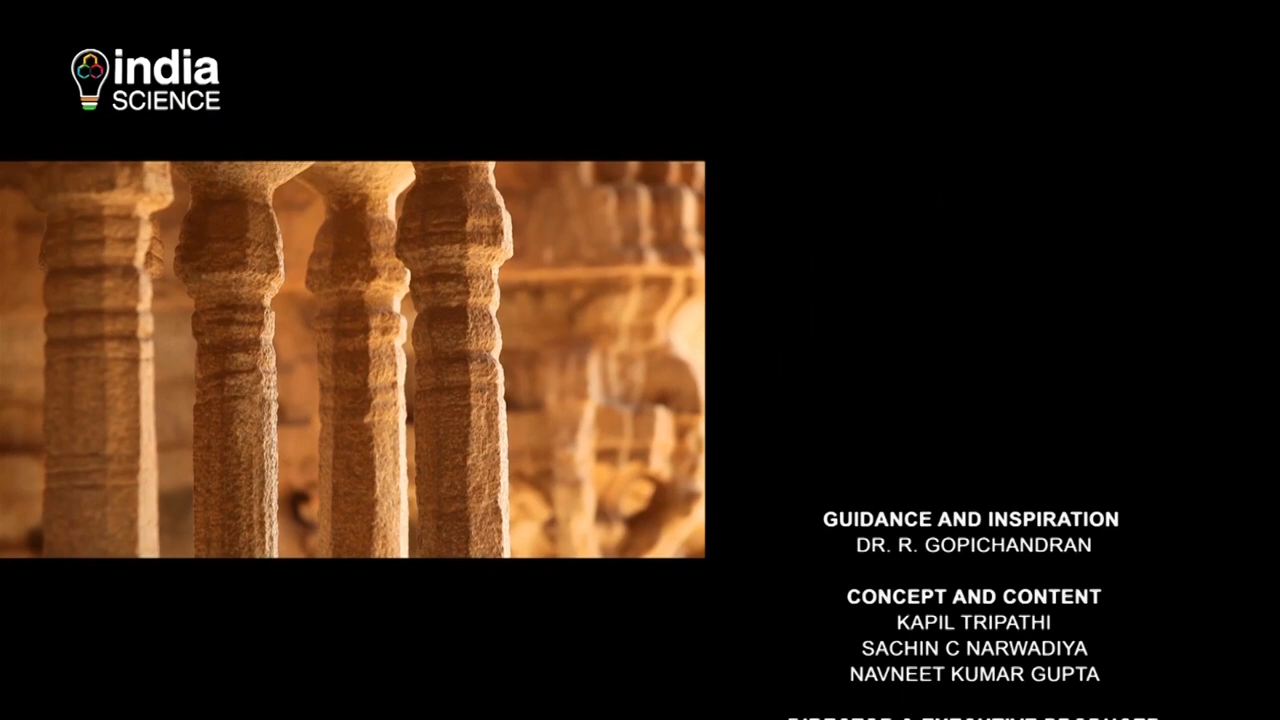 india
SCIENCE
GUIDANCE AND INSPIRATION
DR. R. GOPICHANDRAN
CONCEPT AND CONTENT
KAPIL TRIPATHI
SACHIN C NARWADIYA
NAVNEET KUMAR GUPTA